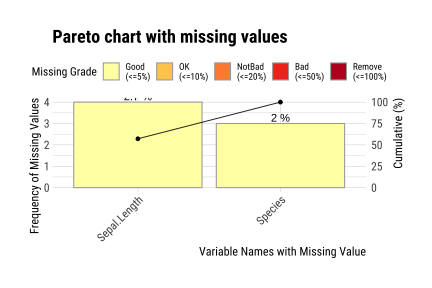 Pareto chart with missing values
Missing Grade
Good (<=5%)
OK (<=10%)
NotBad (<=20%)
Bad (<=50%)
Remove (<=100%)
Frequency of Missing Values
4
3
2
1
0
2 %
100
75
50
25
0
Cumulative (%)
Sepal.Length
Species
Variable Names with Missing Value